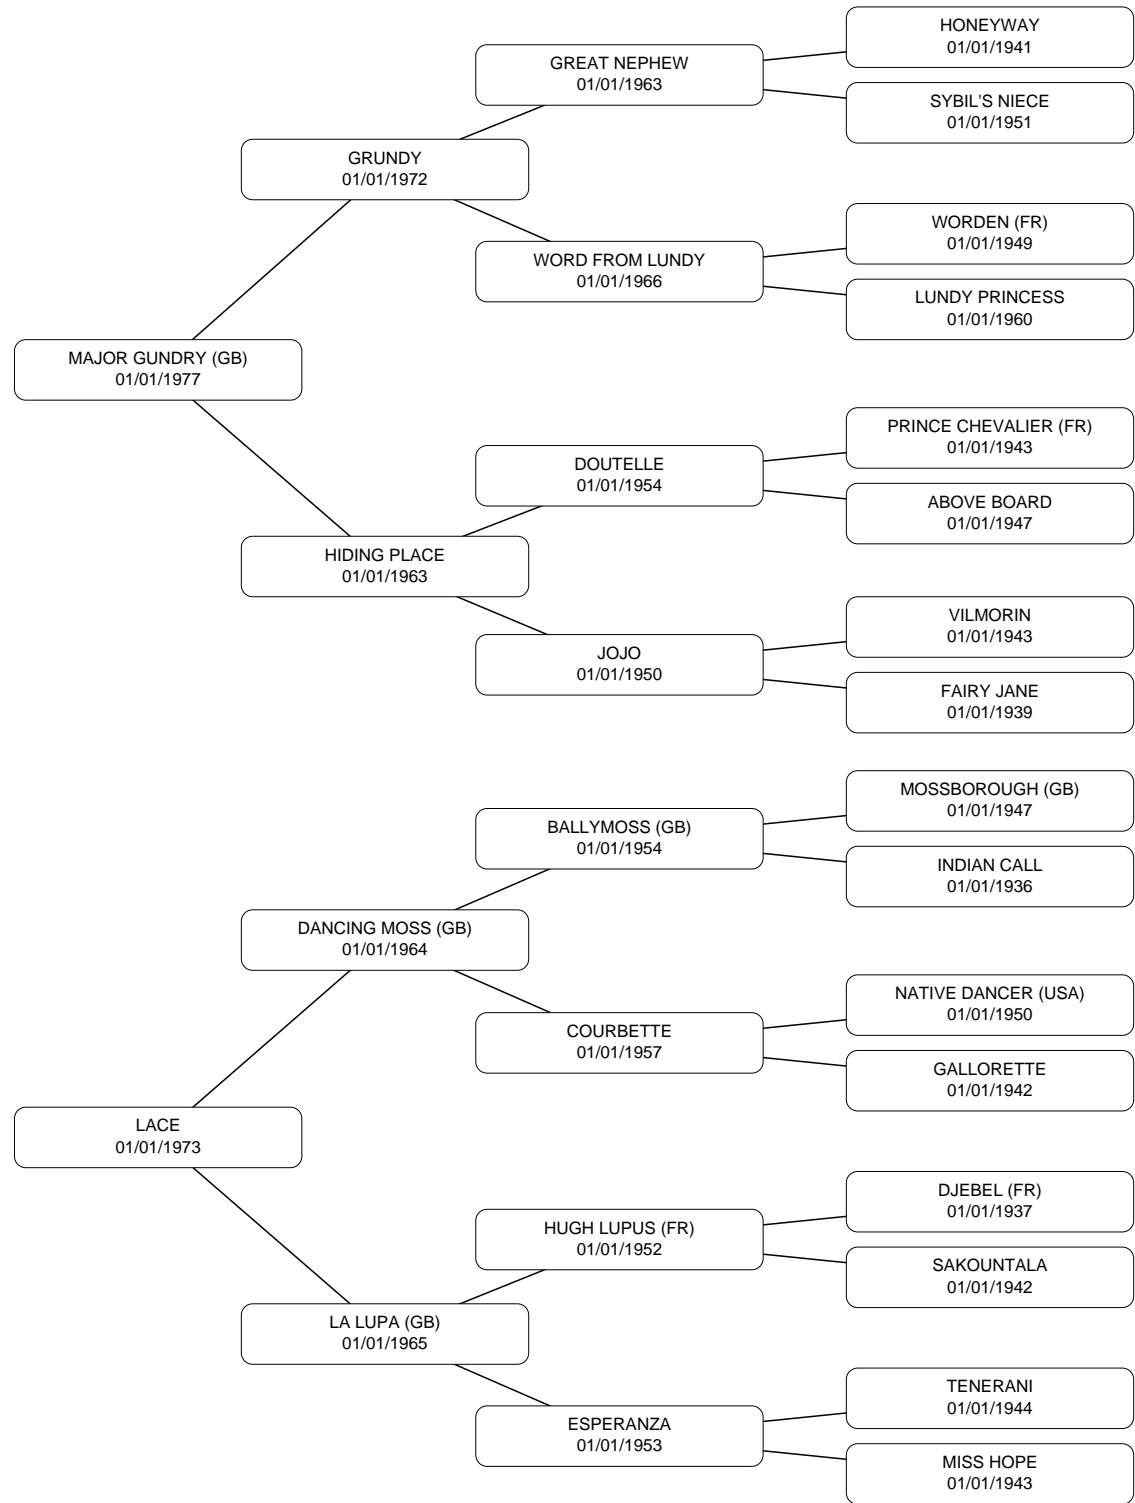 HONEYWAY
01/01/1941
GREAT NEPHEW
01/01/1963
SYBIL'S NIECE
01/01/1951
GRUNDY
01/01/1972
WORDEN (FR)
01/01/1949
WORD FROM LUNDY
01/01/1966
LUNDY PRINCESS
01/01/1960
MAJOR GUNDRY (GB)
01/01/1977
PRINCE CHEVALIER (FR)
01/01/1943
DOUTELLE
01/01/1954
ABOVE BOARD
01/01/1947
HIDING PLACE
01/01/1963
VILMORIN
01/01/1943
JOJO
01/01/1950
FAIRY JANE
01/01/1939
MOSSBOROUGH (GB)
01/01/1947
BALLYMOSS (GB)
01/01/1954
INDIAN CALL
01/01/1936
DANCING MOSS (GB)
01/01/1964
NATIVE DANCER (USA)
01/01/1950
COURBETTE
01/01/1957
GALLORETTE
01/01/1942
LACE
01/01/1973
DJEBEL (FR)
01/01/1937
HUGH LUPUS (FR)
01/01/1952
SAKOUNTALA
01/01/1942
LA LUPA (GB)
01/01/1965
TENERANI
01/01/1944
ESPERANZA
01/01/1953
MISS HOPE
01/01/1943